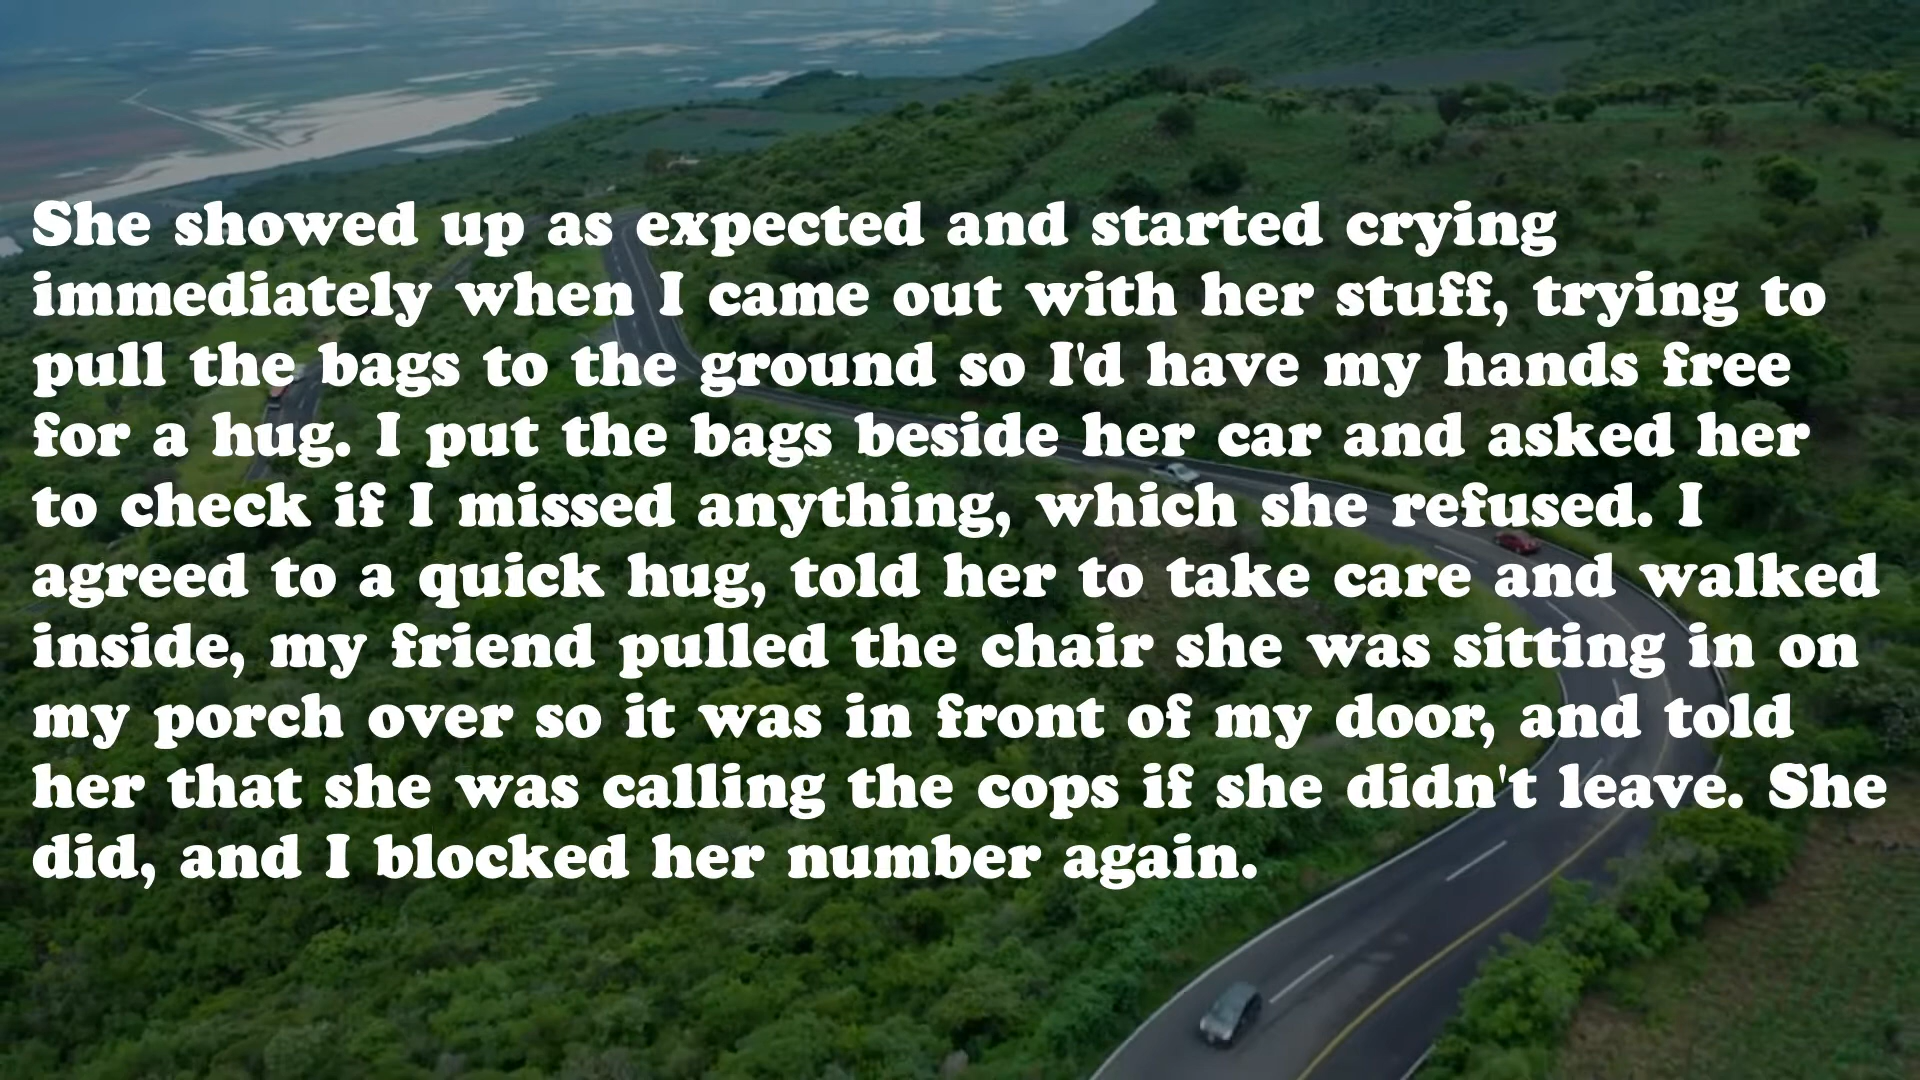 She showed up as expected and started crying
immediately when I came out with her stuff, trying to
pull the bags to the ground so I'd have my hands free
for a hug. I put the bags beside her car and asked her
to check if I missed anything, which she refused. I
agreed to a quick hug, told her to take care and walked
inside, my friend pulled the chair she was sitting in on
my porch over so it was in front of my door, and told
her that she was calling the cops if she didn't leave. She
did, and I blocked her number again.